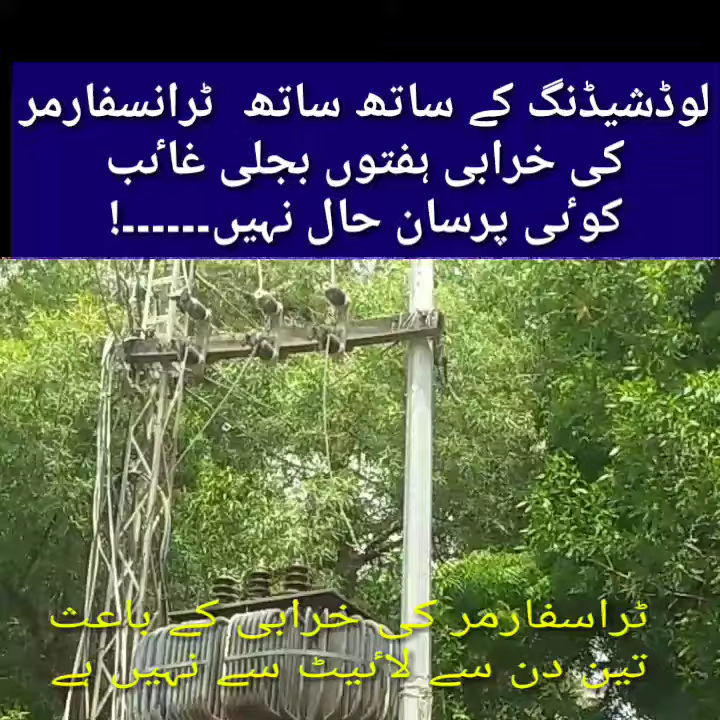 لوڈشیڈنگ کے ساتھ ساتھ ٹرانسفارمر
کی خرابی ہفتوں بجلی غائب
کوئی پرسان حال نہیں------!
ٹراسفارمر کی خرابی کے باعث
تین دن سے لائیٹ سے نہیں ہے